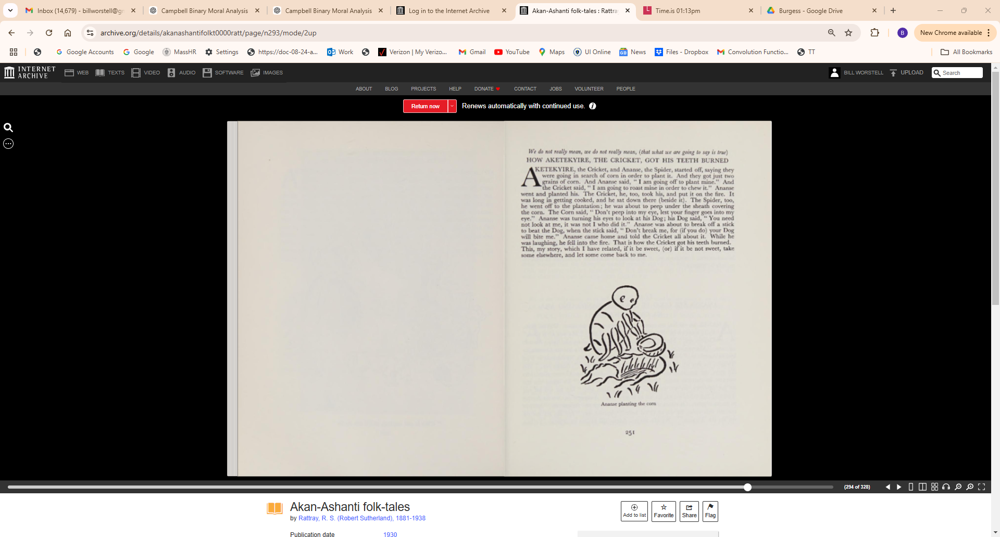 Inbox (14,679) - billworstell@gr
Campbell Binary Moral Analysis
Campbell Binary Moral Analysis
Log in to the Internet Archive
Akan-Ashanti folk-tales : Rattra
Time.is 01:13pm
Burgess - Google Drive
archive.org/details/akanashantifolkt0000ratt/page/n293/mode/2up
B
New Chrome available
Google Accounts
Google
MassHR
Settings
https://doc-08-24-a...
Work
Verizon | My Verizo...
Gmail
YouTube
Maps
UI Online
News
Files - Dropbox
Convolution Functio...
TT
All Bookmarks
INTERNET
ARCHIVE
WEB
TEXTS
VIDEO
AUDIO
SOFTWARE
IMAGES
BILL WORSTELL
UPLOAD
Search
ABOUT
BLOG
PROJECTS
HELP
DONATE
CONTACT
JOBS
VOLUNTEER
PEOPLE
Return now
Renews automatically with continued use.
We do not really mean, we do not really mean, (that what we are going to say is true)
HOW AKETEKYIRE, THE CRICKET, GOT HIS TEETH BURNED
AKETEKYIRE, the Cricket, and Ananse, the Spider, started off, saying they
were going in search of corn in order to plant it. And they got just two
grains of corn. And Ananse said, “ I am going off to plant mine.” And
the Cricket said, “ I am going to roast mine in order to chew it.” Ananse
went and planted his. The Cricket, he, too, took his, and put it on the fire. It
was long in getting cooked, and he sat down there (beside it). The Spider, too,
he went off to the plantation; he was about to peep under the sheath covering
the corn. The Corn said, “ Don't peep into my eye, lest your finger goes into my
eye.” Ananse was turning his eyes to look at his Dog; his Dog said, “ You need
not look at me, it was not I who did it.” Ananse was about to break off a stick
to beat the Dog, when the stick said, “ Don't break me, for (if you do) your Dog
will bite me.” Ananse came home and told the Cricket all about it. While he
was laughing, he fell into the fire. That is how the Cricket got his teeth burned.
This, my story, which I have related, if it be sweet, (or) if it be not sweet, take
some elsewhere, and let some come back to me.
Ananse planting the corn
251
(294 of 328)
Akan-Ashanti folk-tales
by Rattray, R. S. (Robert Sutherland), 1881-1938
Add to list
Favorite
Share
Flag
Publication date 1930